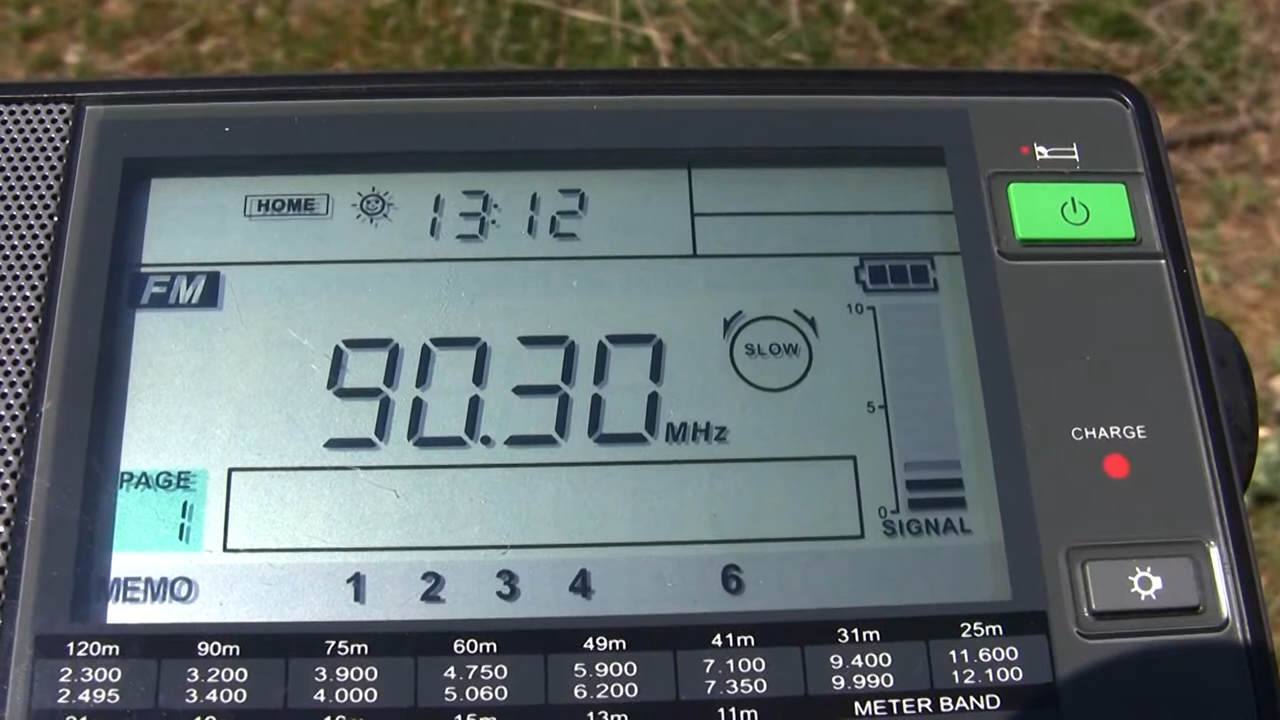 HOME 13:12
FM
90.30 MHz
SLOW
10
5
0
SIGNAL
CHARGE
PAGE
1
MEMO 1 2 3 4 6
120m 90m 75m 60m 49m 41m 31m 25m
2.300 3.200 3.900 4.750 5.900 7.100 9.400 11.600
2.495 3.400 4.000 5.060 6.200 7.350 9.990 12.100
15m 13m 11m METER BAND